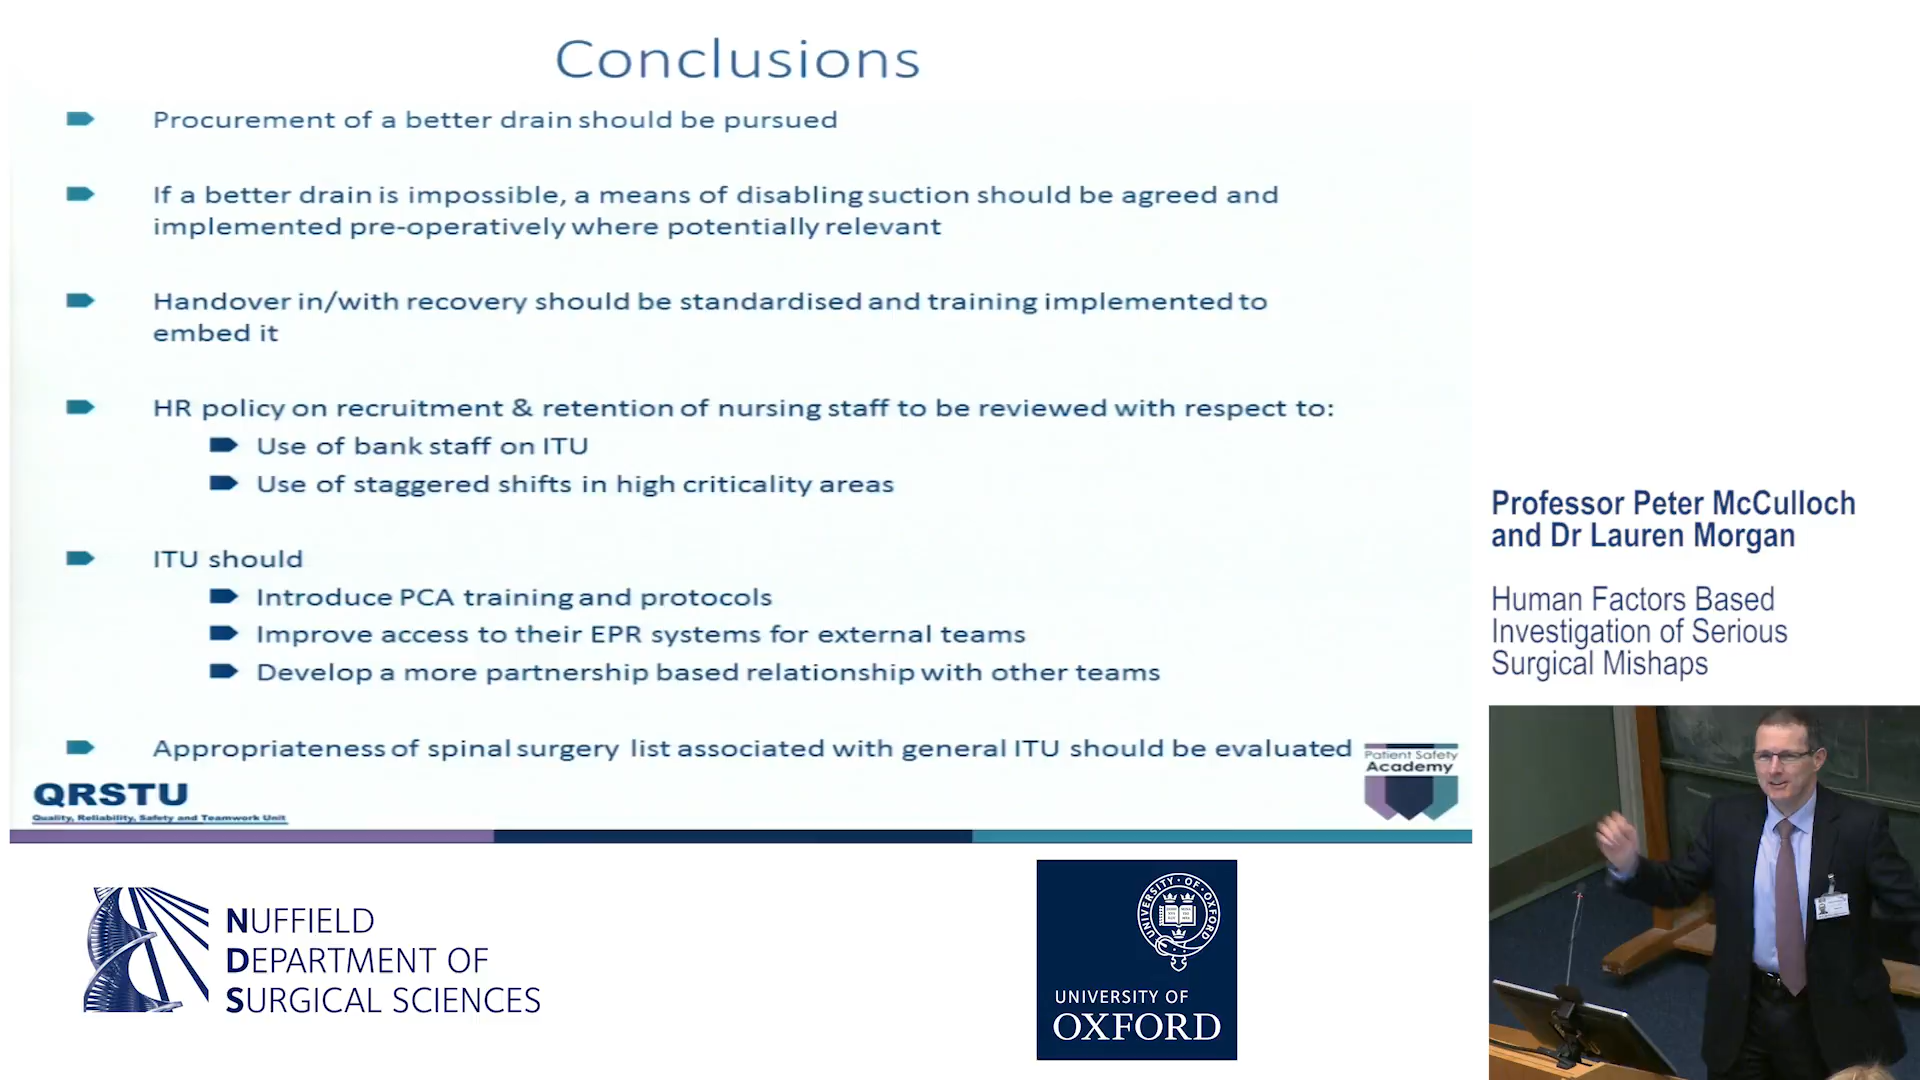 Conclusions
Procurement of a better drain should be pursued
If a better drain is impossible, a means of disabling suction should be agreed and
implemented pre-operatively where potentially relevant
Handover in/with recovery should be standardised and training implemented to
embed it
HR policy on recruitment & retention of nursing staff to be reviewed with respect to:
Use of bank staff on ITU
Use of staggered shifts in high criticality areas
ITU should
Introduce PCA training and protocols
Improve access to their EPR systems for external teams
Develop a more partnership based relationship with other teams
Appropriateness of spinal surgery list associated with general ITU should be evaluated
Patient Safety
Academy
QRSTU
Quality, Reliability, Safety and Teamwork Unit
Professor Peter McCulloch
and Dr Lauren Morgan
Human Factors Based
Investigation of Serious
Surgical Mishaps
NUFFIELD
DEPARTMENT OF
SURGICAL SCIENCES
UNIVERSITY OF OXFORD
UNIVERSITY OF
OXFORD